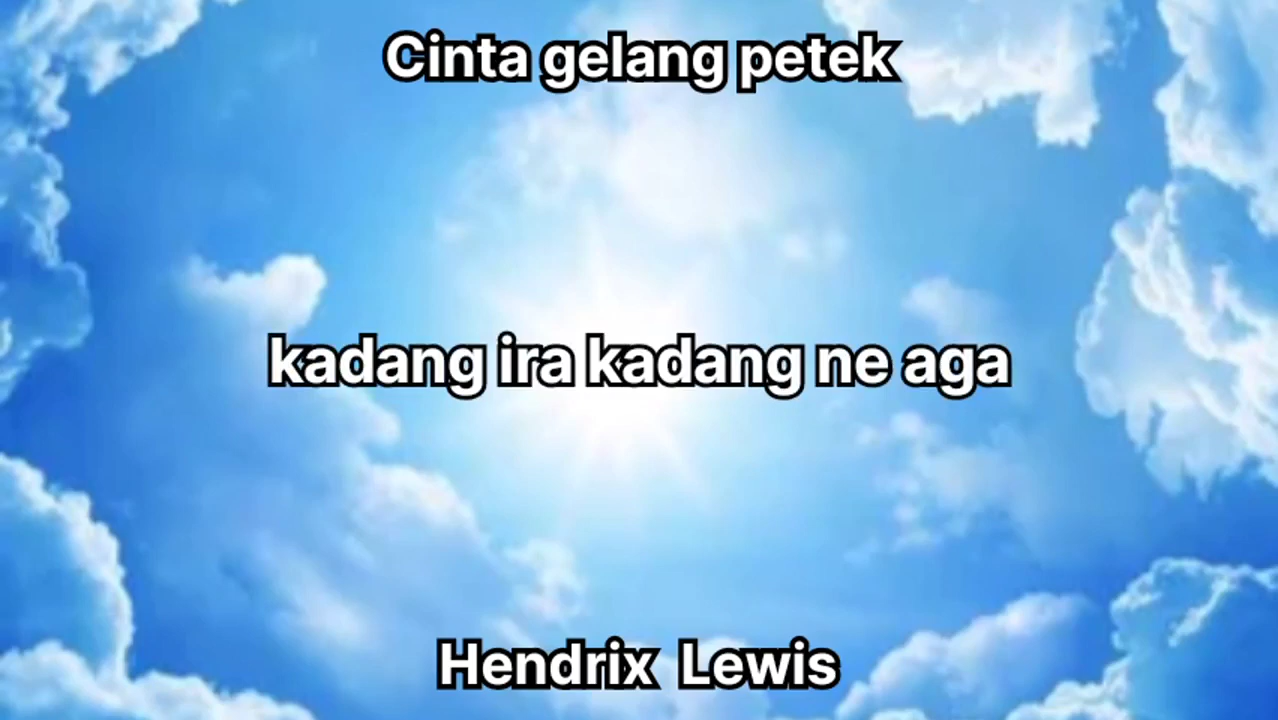 Cinta gelang petek
kadang ira kadang ne aga
Hendrix Lewis